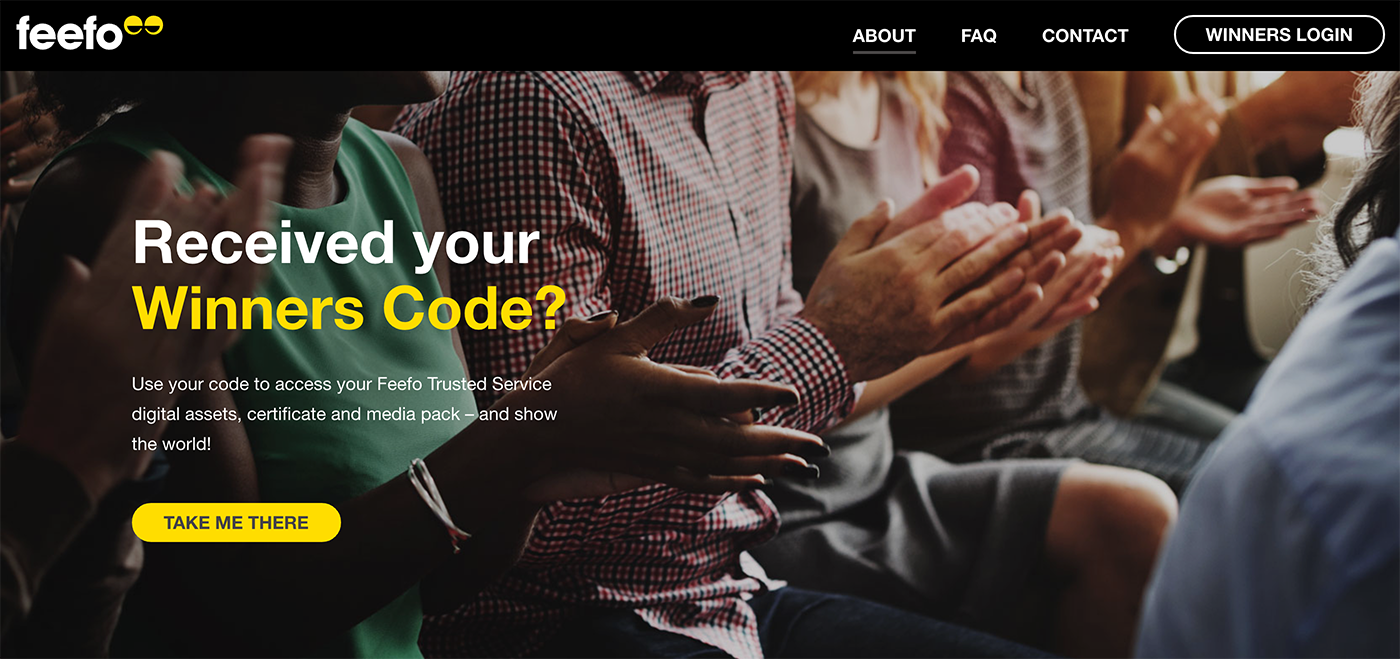 feefo
ABOUT
FAQ
CONTACT
WINNERS LOGIN
Received your
Winners Code?
Use your code to access your Feefo Trusted Service
digital assets, certificate and media pack – and show
the world!
TAKE ME THERE